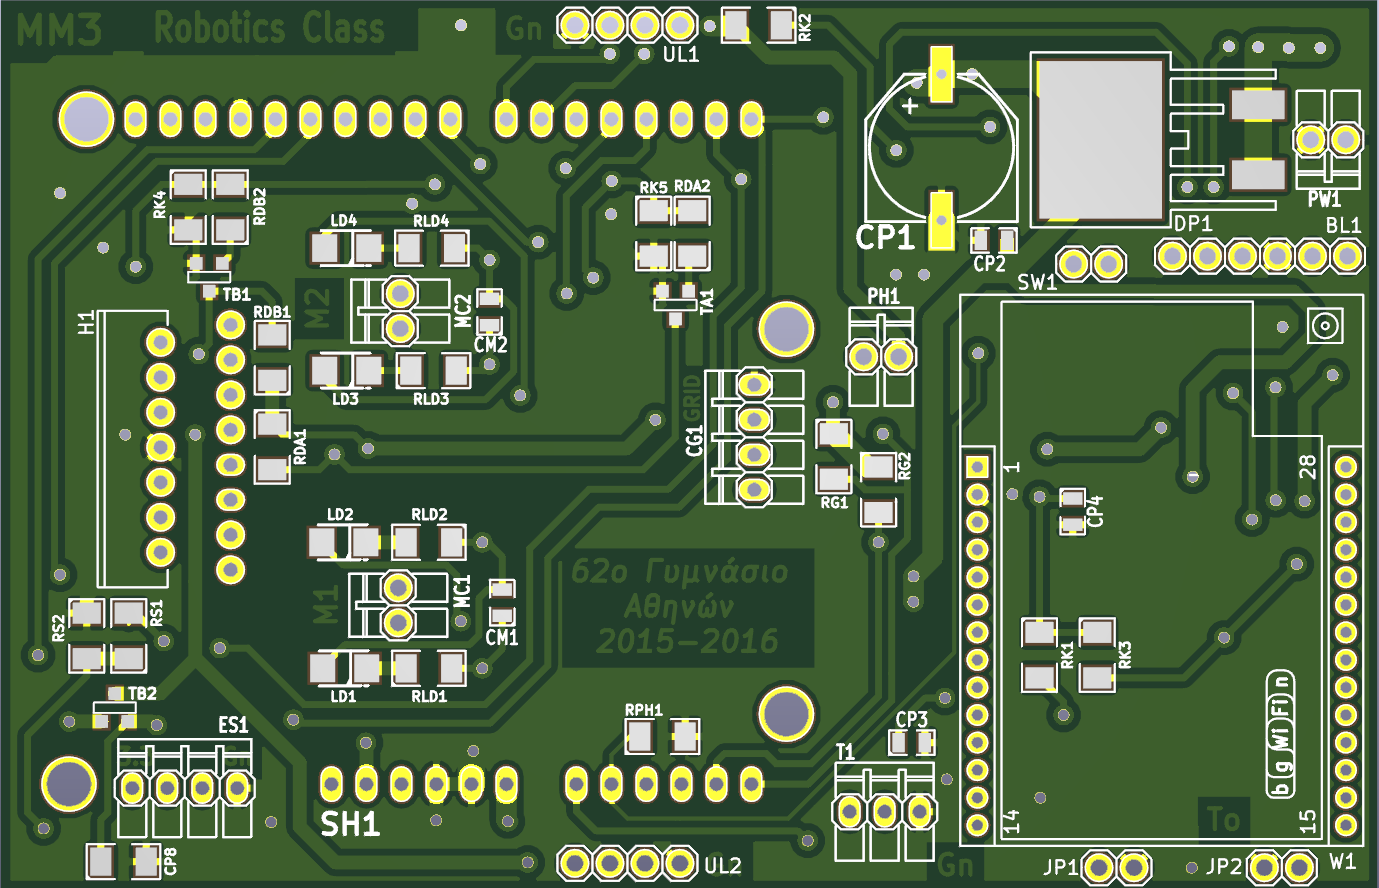 MM3
Robotics Class
Gn
UL1
RK2
+
CP1
CP2
DP1
PW1
BL1
SW1
RK4
RDB2
TB1
H1
RDB1
RDA1
LD4
RLD4
M2
MC2
CM2
LD3
RLD3
RK5
RDA2
TA1
PH1
GRID
CG1
RG1
RG2
1
28
CP4
LD2
RLD2
M1
MC1
CM1
LD1
RLD1
62ο Γυμνάσιο
Αθηνών
2015-2016
RS2
RS1
TB2
ES1
Gn
CP8
SH1
RPH1
UL2
CP3
T1
Gn
RK1
RK3
b g Wi Fi n
14
15
To
JP1
JP2
W1